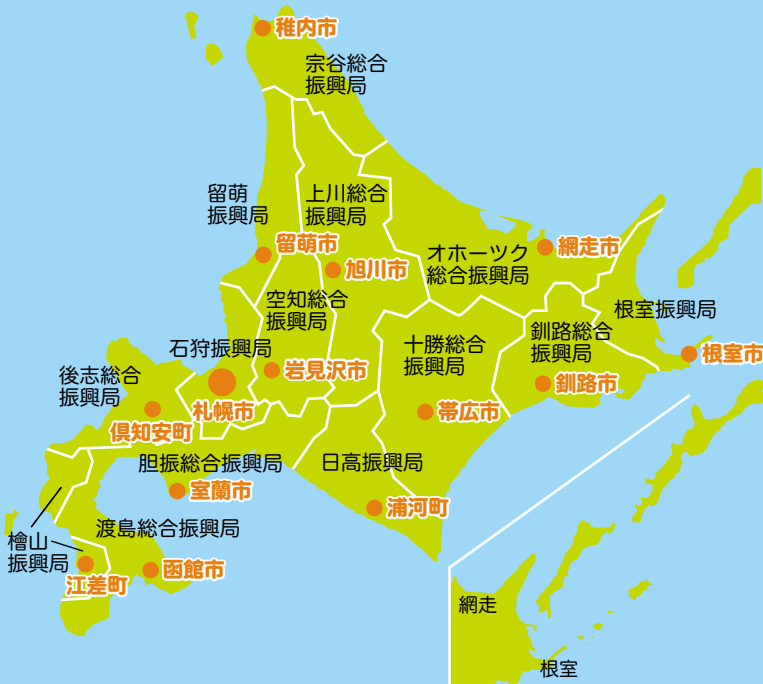 稚内市
宗谷総合
振興局
留萌
振興局
上川総合
振興局
留萌市
旭川市
オホーツク
総合振興局
網走市
空知総合
振興局
根室振興局
石狩振興局
十勝総合
振興局
釧路総合
振興局
根室市
後志総合
振興局
岩見沢市
釧路市
札幌市
倶知安町
帯広市
胆振総合振興局
日高振興局
室蘭市
浦河町
渡島総合振興局
檜山
振興局
函館市
江差町
網走
根室